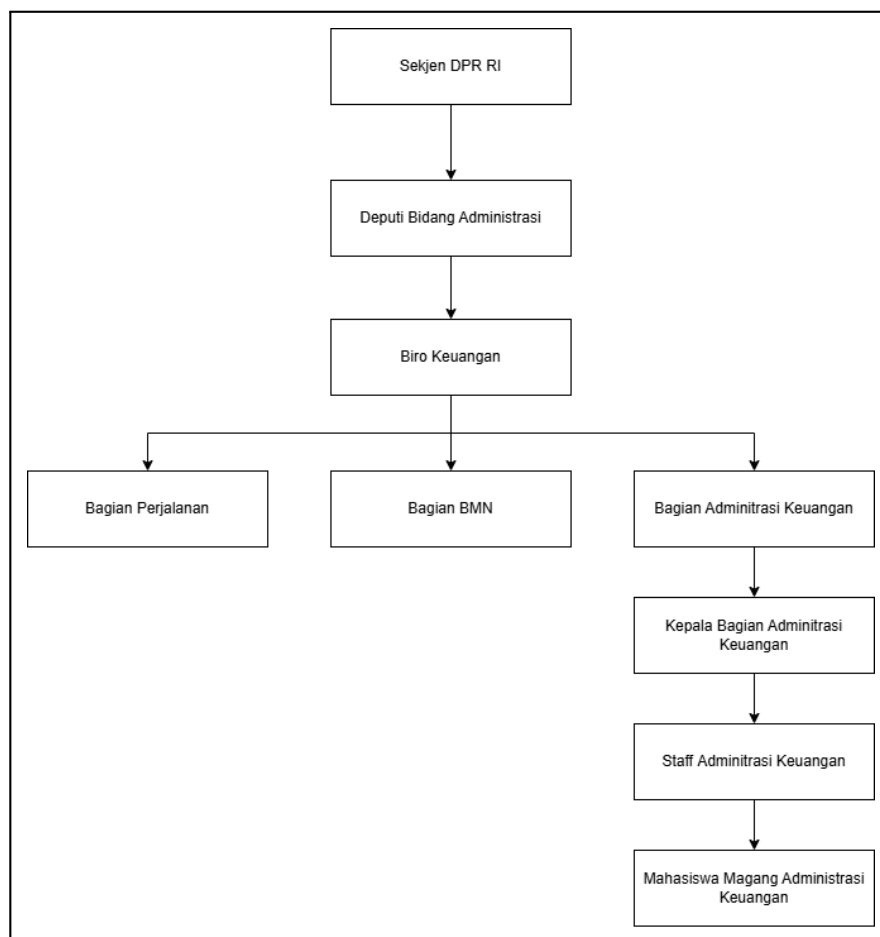 Sekjen DPR RI
Deputi Bidang Administrasi
Biro Keuangan
Bagian Perjalanan
Bagian BMN
Bagian Adminitrasi Keuangan
Kepala Bagian Adminitrasi
Keuangan
Staff Adminitrasi Keuangan
Mahasiswa Magang Administrasi
Keuangan